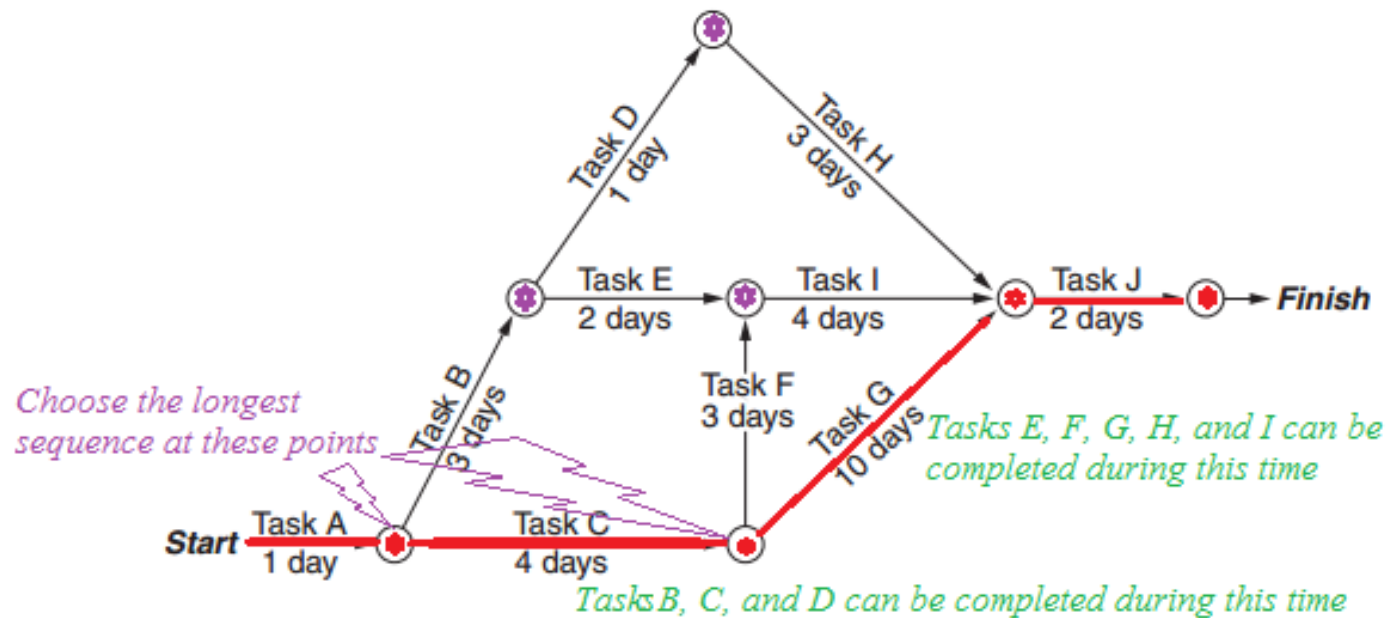 Task D
1 day
Task H
3 days
Task E
2 days
Task I
4 days
Task J
2 days
Finish
Choose the longest
sequence at these points
Task B
3 days
Task F
3 days
Task G
10 days
Tasks E, F, G, H, and I can be
completed during this time
Start
Task A
1 day
Task C
4 days
Tasks B, C, and D can be completed during this time